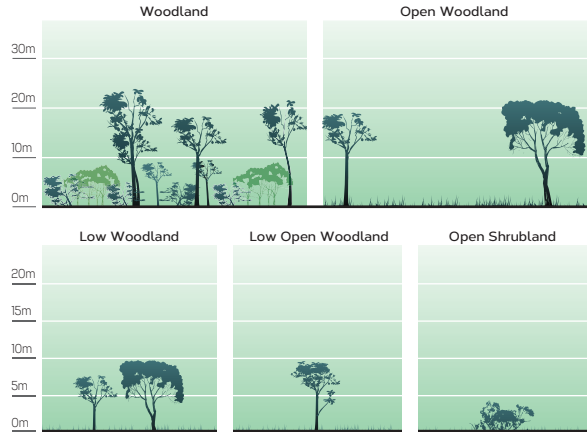 Woodland
Open Woodland
30m
20m
10m
0m
Low Woodland
Low Open Woodland
Open Shrubland
20m
15m
10m
5m
0m